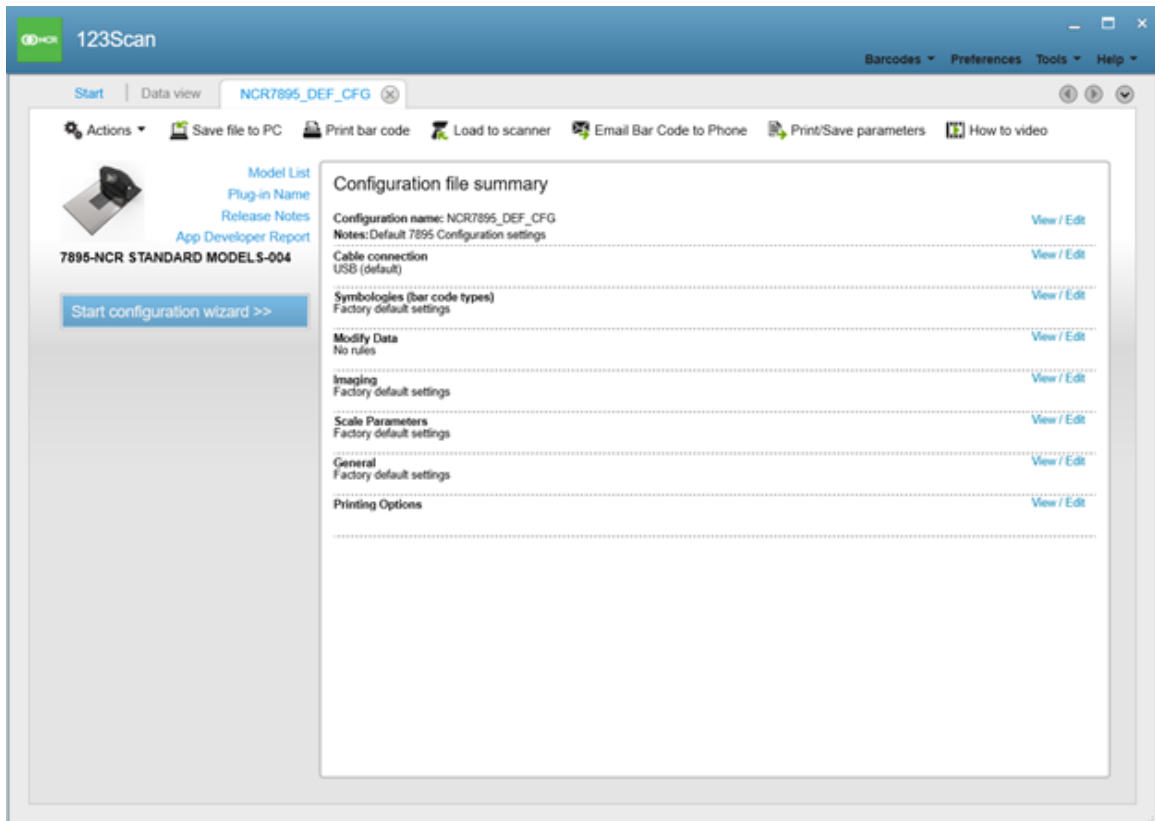 NCR
123Scan
Barcodes Preferences Tools Help
Start Data view NCR7895_DEF_CFG
Actions Save file to PC Print bar code Load to scanner Email Bar Code to Phone Print/Save parameters How to video
Model List
Plug-in Name
Release Notes
App Developer Report
7895-NCR STANDARD MODELS-004
Start configuration wizard >>
Configuration file summary
Configuration name: NCR7895_DEF_CFG View / Edit
Notes: Default 7895 Configuration settings
Cable connection View / Edit
USB (default)
Symbologies (bar code types) View / Edit
Factory default settings
Modify Data View / Edit
No rules
Imaging View / Edit
Factory default settings
Scale Parameters View / Edit
Factory default settings
General View / Edit
Factory default settings
Printing Options View / Edit